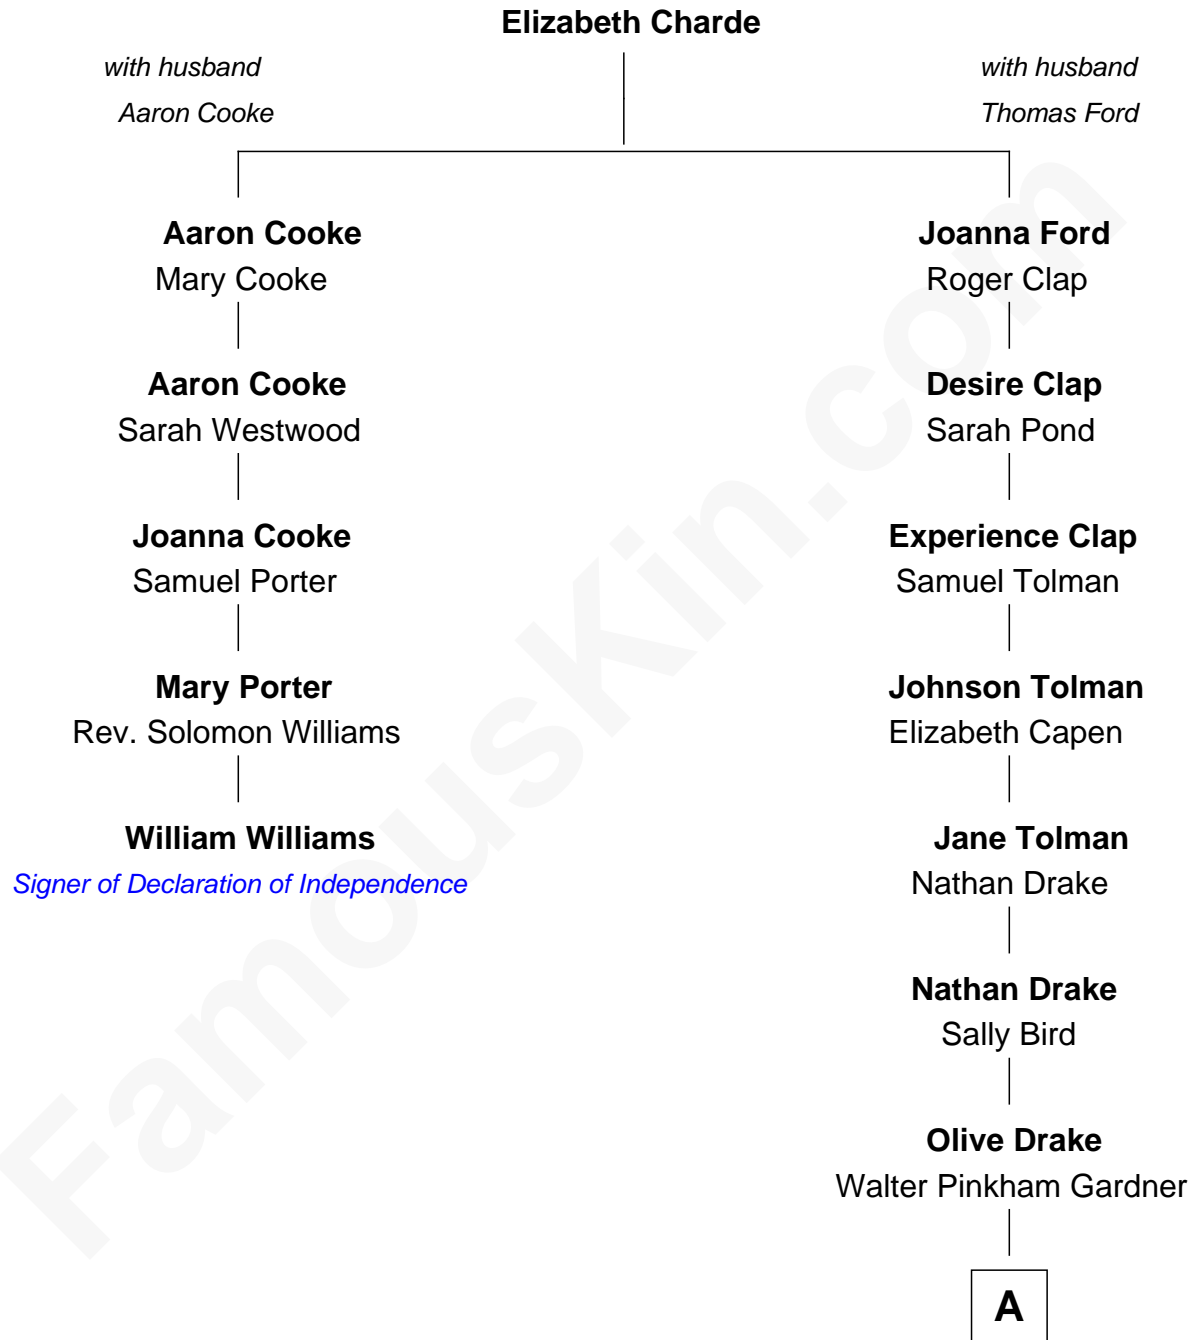 Elizabeth Charde
with husband
Aaron Cooke
with husband
Thomas Ford
Aaron Cooke
Mary Cooke
Joanna Ford
Roger Clap
Aaron Cooke
Sarah Westwood
Desire Clap
Sarah Pond
Joanna Cooke
Samuel Porter
Experience Clap
Samuel Tolman
Mary Porter
Rev. Solomon Williams
Johnson Tolman
Elizabeth Capen
William Williams
Signer of Declaration of Independence
Jane Tolman
Nathan Drake
Nathan Drake
Sally Bird
Olive Drake
Walter Pinkham Gardner
A
FamousKin.com